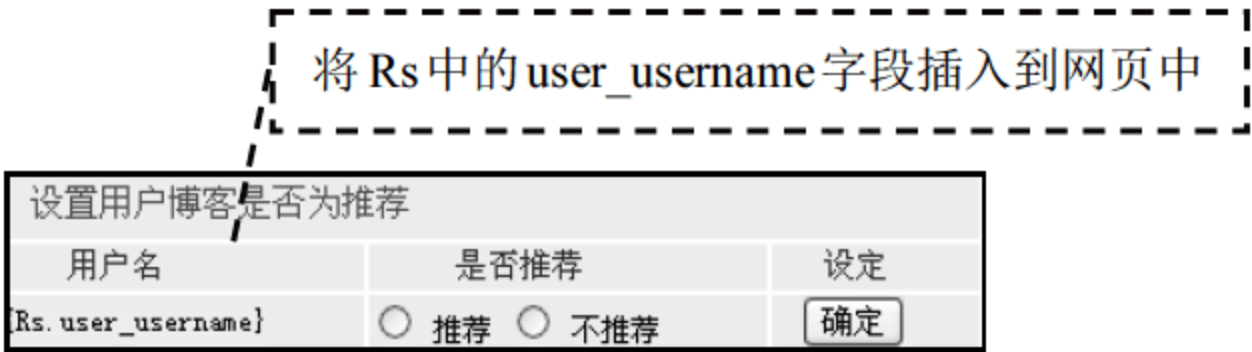 将Rs中的user_username字段插入到网页中
设置用户博客是否为推荐
用户名 是否推荐 设定
{Rs.user_username} 推荐 不推荐 确定